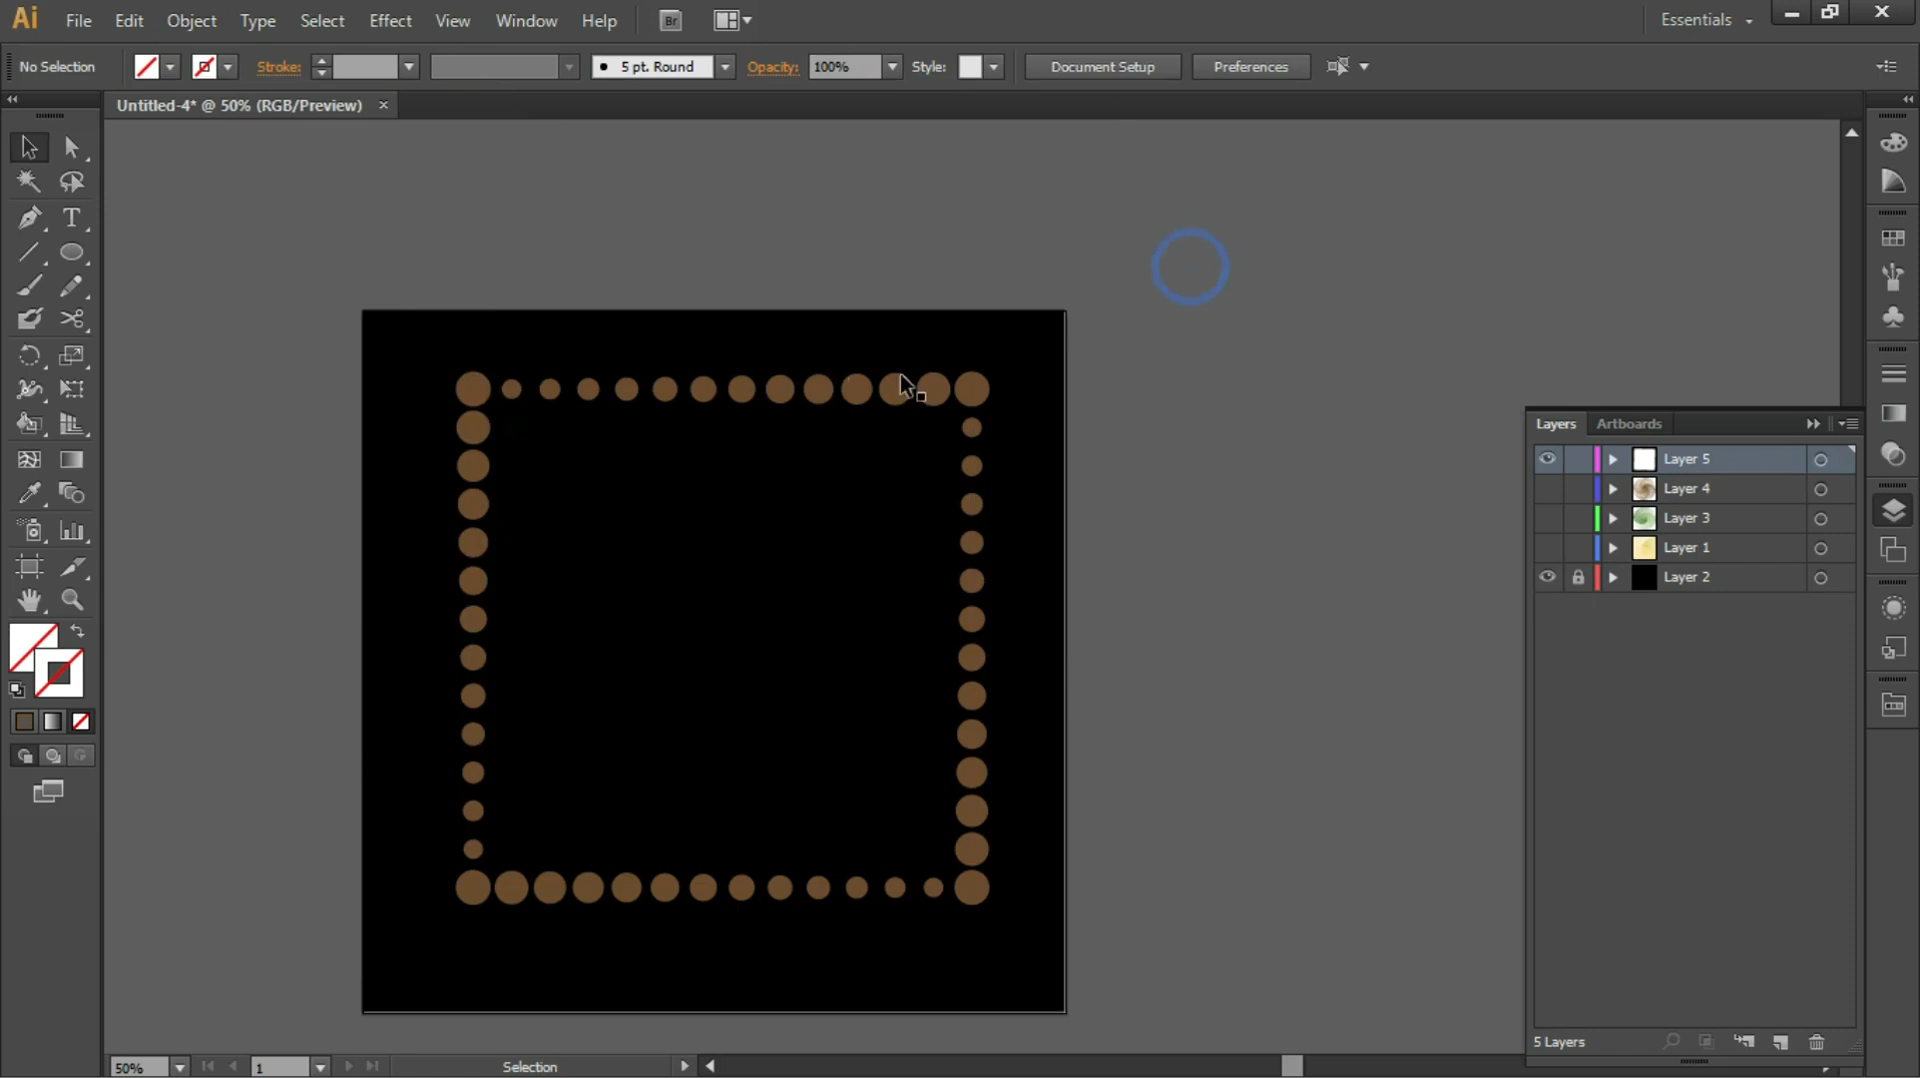 Ai File Edit Object Type Select Effect View Window Help Br Essentials
No Selection Stroke: 5 pt. Round Opacity: 100% Style: Document Setup Preferences
Untitled-4* @ 50% (RGB/Preview) ×
T
Layers Artboards
Layer 5
Layer 4
Layer 3
Layer 1
Layer 2
5 Layers
50% 1 Selection